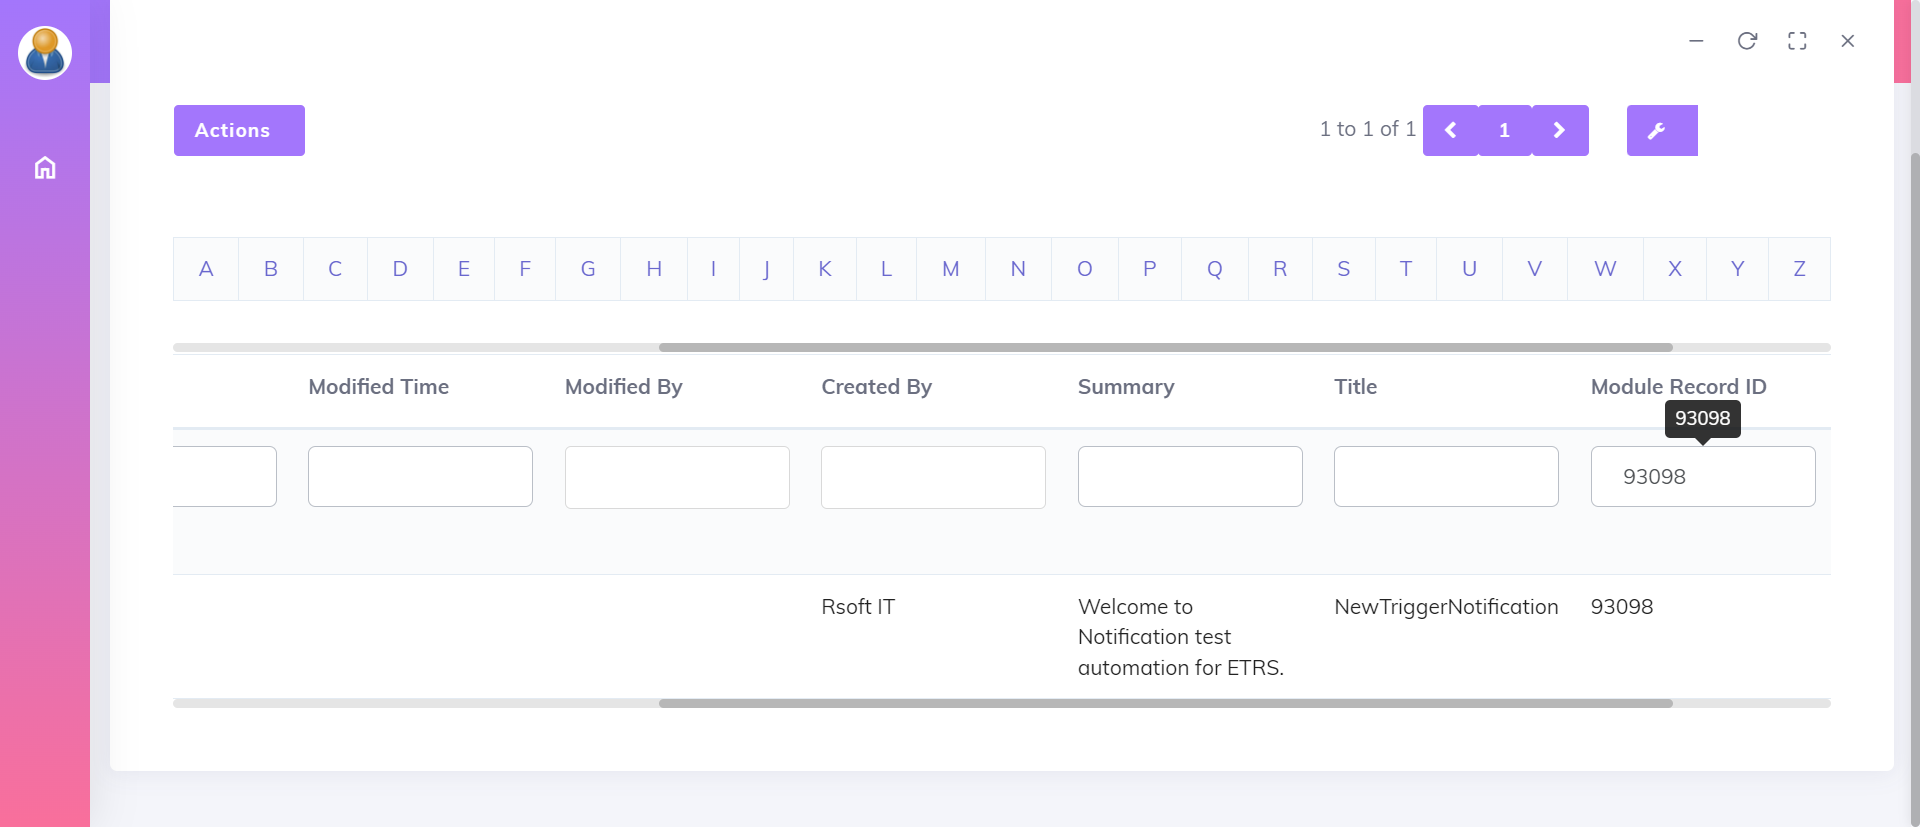 Actions
1 to 1 of 1
1
A B C D E F G H I J K L M N O P Q R S T U V W X Y Z
Modified Time Modified By Created By Summary Title Module Record ID
93098
93098
Rsoft IT Welcome to NewTriggerNotification 93098
Notification test
automation for ETRS.